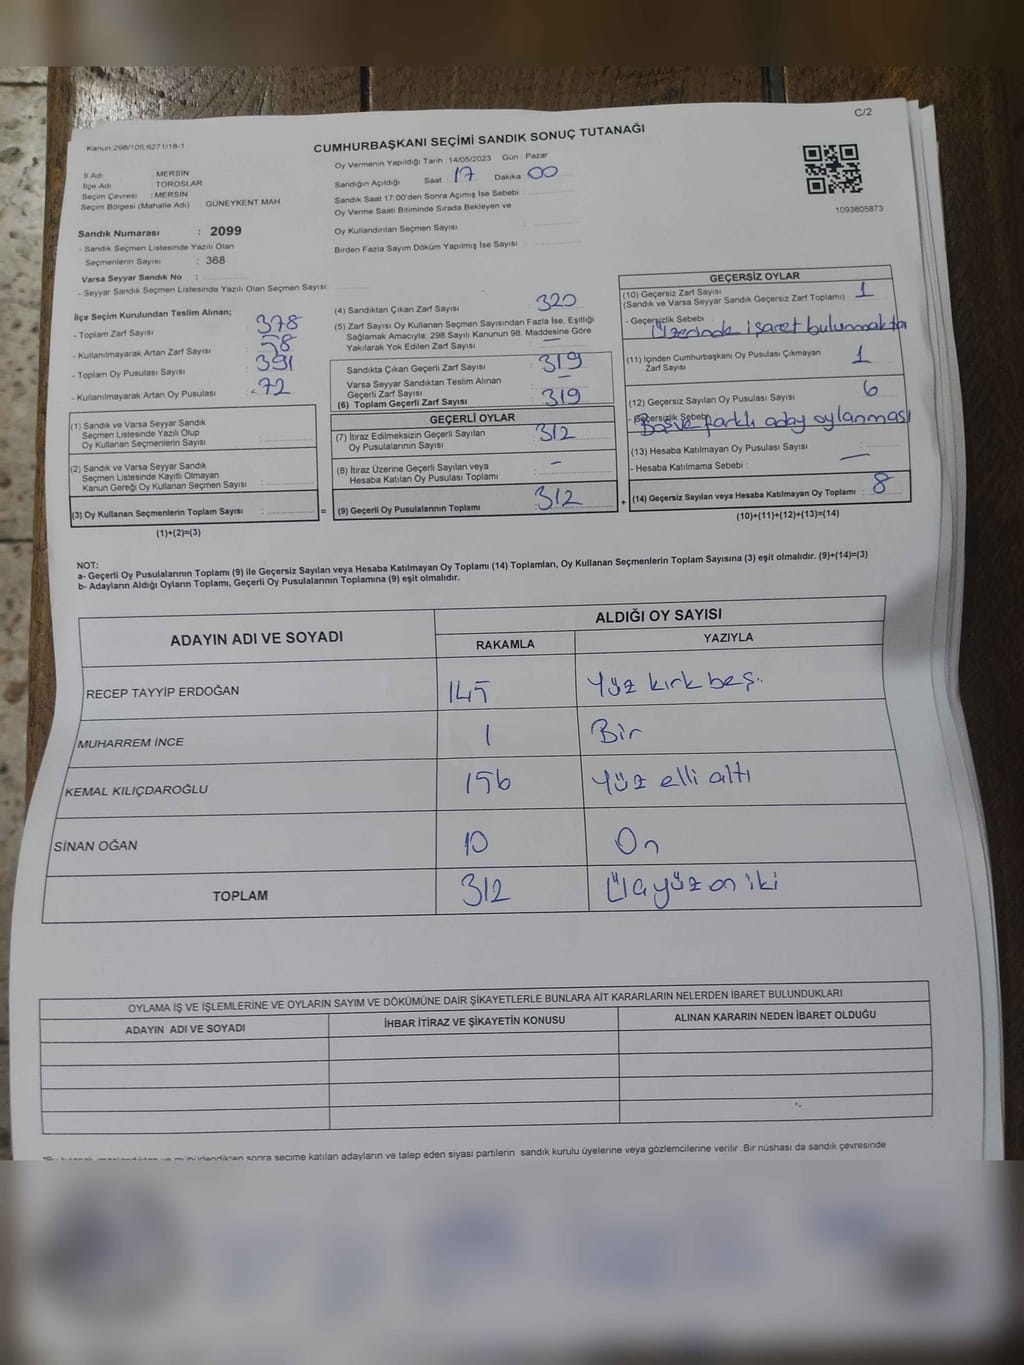 C/2
Kanun:298/105,6271/18-1
CUMHURBAŞKANI SEÇİMİ SANDIK SONUÇ TUTANAĞI
İl Adı : MERSİN
İlçe Adı : TOROSLAR
Seçim Çevresi : MERSİN
Seçim Bölgesi (Mahalle Adı) GÜNEYKENT MAH
Oy Vermenin Yapıldığı Tarih 14/05/2023 Gün : Pazar
Sandığın Açıldığı Saat : 17 Dakika : 00
Sandık Saat 17:00'den Sonra Açımış İse Sebebi :
Oy Verme Saati Bitiminde Sırada Bekleyen ve
Oy Kullandırılan Seçmen Sayısı :
Birden Fazla Sayım Döküm Yapılmış İse Sayısı :
1093805873
Sandık Numarası : 2099
- Sandık Seçmen Listesinde Yazılı Olan
Seçmenlerin Sayısı : 368
Varsa Seyyar Sandık No :
- Seyyar Sandık Seçmen Listesinde Yazılı Olan Seçmen Sayısı:
İlçe Seçim Kurulundan Teslim Alınan;
- Toplam Zarf Sayısı : 378
- Kullanılmayarak Artan Zarf Sayısı : 58
- Toplam Oy Pusulası Sayısı : 391
- Kullanılmayarak Artan Oy Pusulası : 72
(1) Sandık ve Varsa Seyyar Sandık
Seçmen Listesinde Yazılı Olup
Oy Kullanan Seçmenlerin Sayısı :
(2) Sandık ve Varsa Seyyar Sandık
Seçmen Listesinde Kayıtlı Olmayan
Kanun Gereği Oy Kullanan Seçmen Sayısı :
(3) Oy Kullanan Seçmenlerin Toplam Sayısı : =
(1)+(2)=(3)
(4) Sandıktan Çıkan Zarf Sayısı : 320
(5) Zarf Sayısı Oy Kullanan Seçmen Sayısından Fazla İse, Eşitliği
Sağlamak Amacıyla; 298 Sayılı Kanunun 98. Maddesine Göre
Yakılarak Yok Edilen Zarf Sayısı : —
Sandıkta Çıkan Geçerli Zarf Sayısı : 319
Varsa Seyyar Sandıktan Teslim Alınan
Geçerli Zarf Sayısı : —
(6) Toplam Geçerli Zarf Sayısı : 319
GEÇERLİ OYLAR
(7) İtiraz Edilmeksizin Geçerli Sayılan
Oy Pusulalarının Sayısı : 312
(8) İtiraz Üzerine Geçerli Sayılan veya
Hesaba Katılan Oy Pusulası Toplamı : —
(9) Geçerli Oy Pusulalarının Toplamı : 312 +
GEÇERSİZ OYLAR
(10) Geçersiz Zarf Sayısı
(Sandık ve Varsa Seyyar Sandık Geçersiz Zarf Toplamı) : 1
- Geçersizlik Sebebi
Üzerinde işaret bulunmakta
(11) İçinden Cumhurbaşkanı Oy Pusulası Çıkmayan
Zarf Sayısı : 1
(12) Geçersiz Sayılan Oy Pusulası Sayısı : 6
- Geçersizlik Sebebi
farklı aday oylanması
(13) Hesaba Katılmayan Oy Pusulası Sayısı : —
- Hesaba Katılmama Sebebi :
(14) Geçersiz Sayılan veya Hesaba Katılmayan Oy Toplamı : 8
(10)+(11)+(12)+(13)=(14)
NOT:
a- Geçerli Oy Pusulalarının Toplamı (9) ile Geçersiz Sayılan veya Hesaba Katılmayan Oy Toplamı (14) Toplamları, Oy Kullanan Seçmenlerin Toplam Sayısına (3) eşit olmalıdır. (9)+(14)=(3)
b- Adayların Aldığı Oyların Toplamı, Geçerli Oy Pusulalarının Toplamına (9) eşit olmalıdır.
ADAYIN ADI VE SOYADI ALDIĞI OY SAYISI
RAKAMLA YAZIYLA
RECEP TAYYİP ERDOĞAN 145 Yüz kırk beş.
MUHARREM İNCE 1 Bir
KEMAL KILIÇDAROĞLU 156 Yüz elli altı
SİNAN OĞAN 10 On
TOPLAM 312 Üçyüz on iki
OYLAMA İŞ VE İŞLEMLERİNE VE OYLARIN SAYIM VE DÖKÜMÜNE DAİR ŞİKAYETLERLE BUNLARA AİT KARARLARIN NELERDEN İBARET BULUNDUKLARI
ADAYIN ADI VE SOYADI İHBAR İTİRAZ VE ŞİKAYETİN KONUSU ALINAN KARARIN NEDEN İBARET OLDUĞU
sonra seçime katılan adayların ve talep eden siyasi partilerin sandık kurulu üyelerine veya gözlemcilerine verilir. Bir nüshası da sandık çevresinde